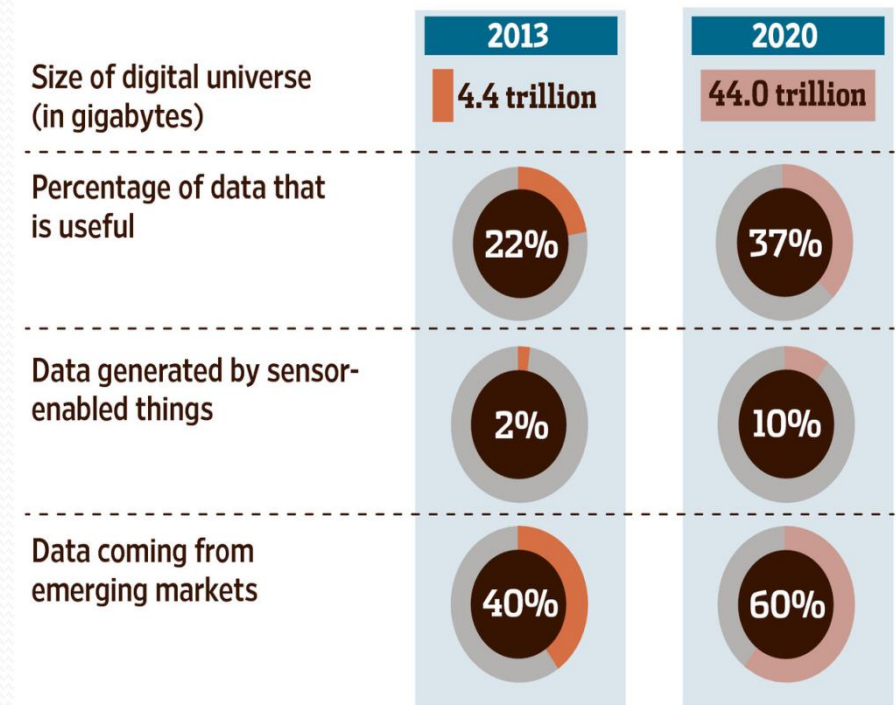 2013
2020
Size of digital universe
(in gigabytes)
4.4 trillion
44.0 trillion
Percentage of data that
is useful
22%
37%
Data generated by sensor-
enabled things
2%
10%
Data coming from
emerging markets
40%
60%